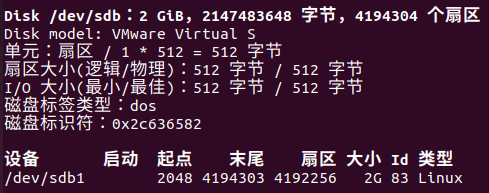 Disk /dev/sdb：2 GiB，2147483648 字节，4194304 个扇区
Disk model: VMware Virtual S
单元：扇区 / 1 * 512 = 512 字节
扇区大小(逻辑/物理)：512 字节 / 512 字节
I/O 大小(最小/最佳)：512 字节 / 512 字节
磁盘标签类型：dos
磁盘标识符：0x2c636582
设备 启动 起点 末尾 扇区 大小 Id 类型
/dev/sdb1 2048 4194303 4192256 2G 83 Linux